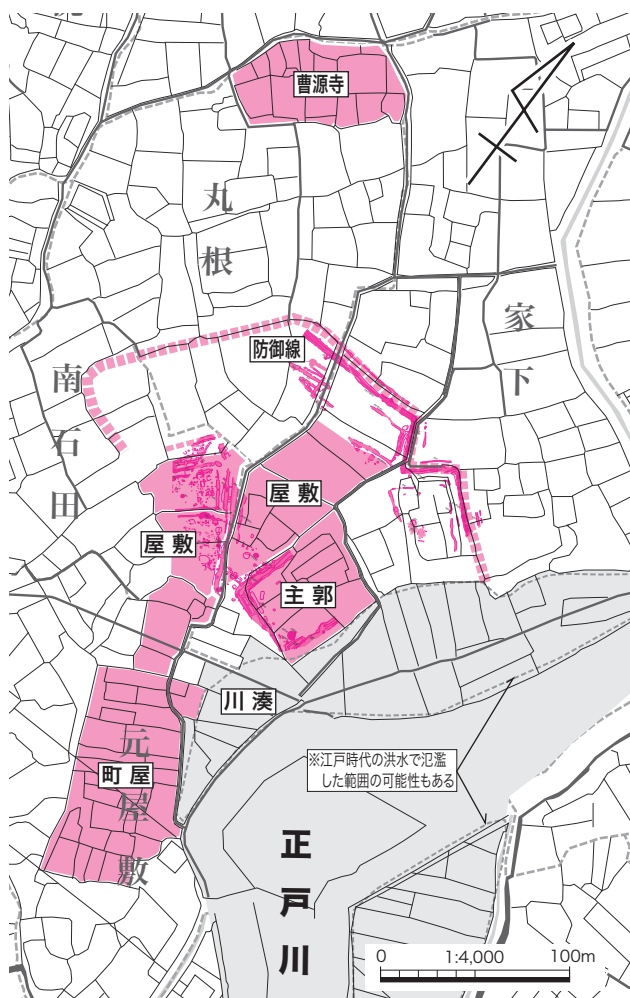 曹源寺
丸根
家下
防御線
南石田
屋敷
屋敷
主郭
川湊
元屋敷
町屋
※江戸時代の洪水で氾濫
した範囲の可能性もある
正戸川
0 1:4,000 100m